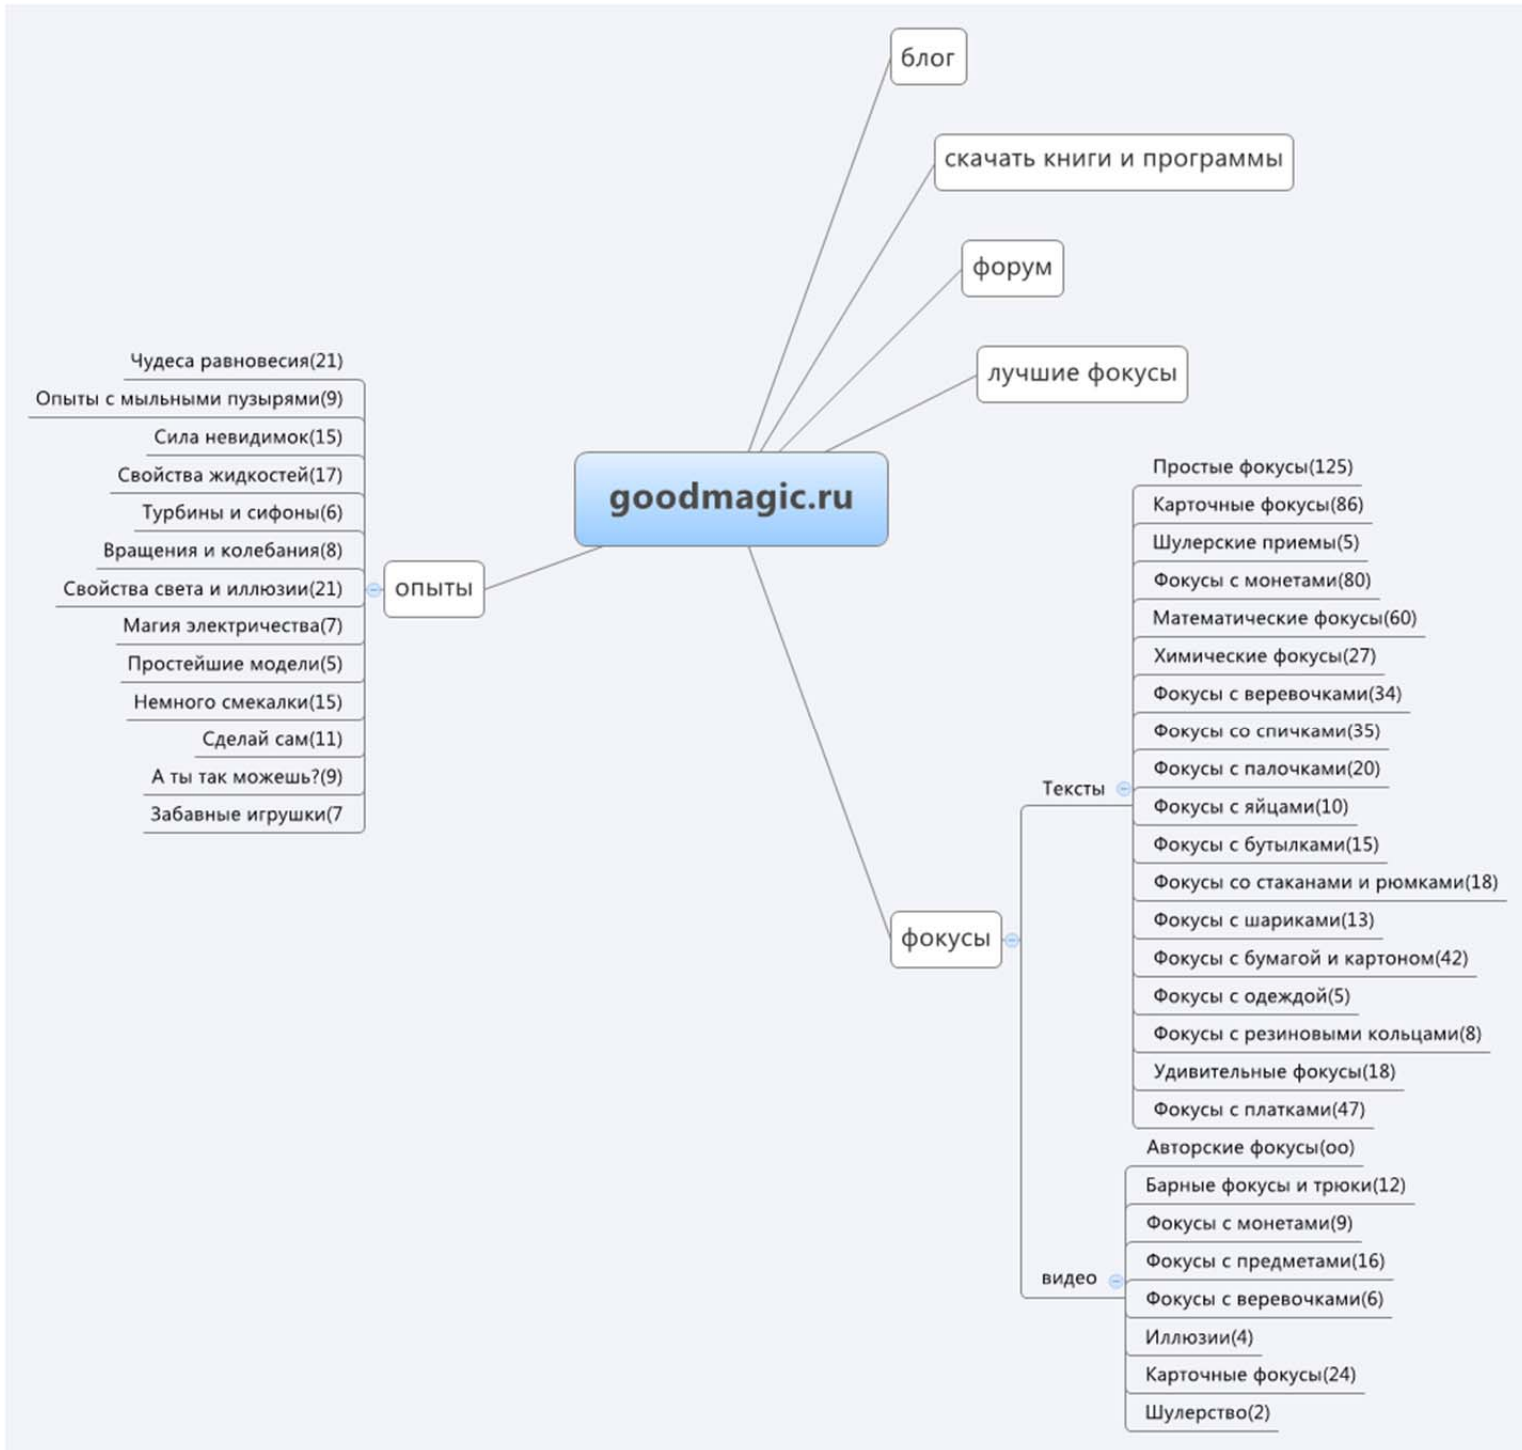 блог
скачать книги и программы
форум
лучшие фокусы
goodmagic.ru
опыты
Чудеса равновесия(21)
Опыты с мыльными пузырями(9)
Сила невидимок(15)
Свойства жидкостей(17)
Турбины и сифоны(6)
Вращения и колебания(8)
Свойства света и иллюзии(21)
Магия электричества(7)
Простейшие модели(5)
Немного смекалки(15)
Сделай сам(11)
А ты так можешь?(9)
Забавные игрушки(7
фокусы
Тексты
Простые фокусы(125)
Карточные фокусы(86)
Шулерские приемы(5)
Фокусы с монетами(80)
Математические фокусы(60)
Химические фокусы(27)
Фокусы с веревочками(34)
Фокусы со спичками(35)
Фокусы с палочками(20)
Фокусы с яйцами(10)
Фокусы с бутылками(15)
Фокусы со стаканами и рюмками(18)
Фокусы с шариками(13)
Фокусы с бумагой и картоном(42)
Фокусы с одеждой(5)
Фокусы с резиновыми кольцами(8)
Удивительные фокусы(18)
Фокусы с платками(47)
видео
Авторские фокусы(оо)
Барные фокусы и трюки(12)
Фокусы с монетами(9)
Фокусы с предметами(16)
Фокусы с веревочками(6)
Иллюзии(4)
Карточные фокусы(24)
Шулерство(2)